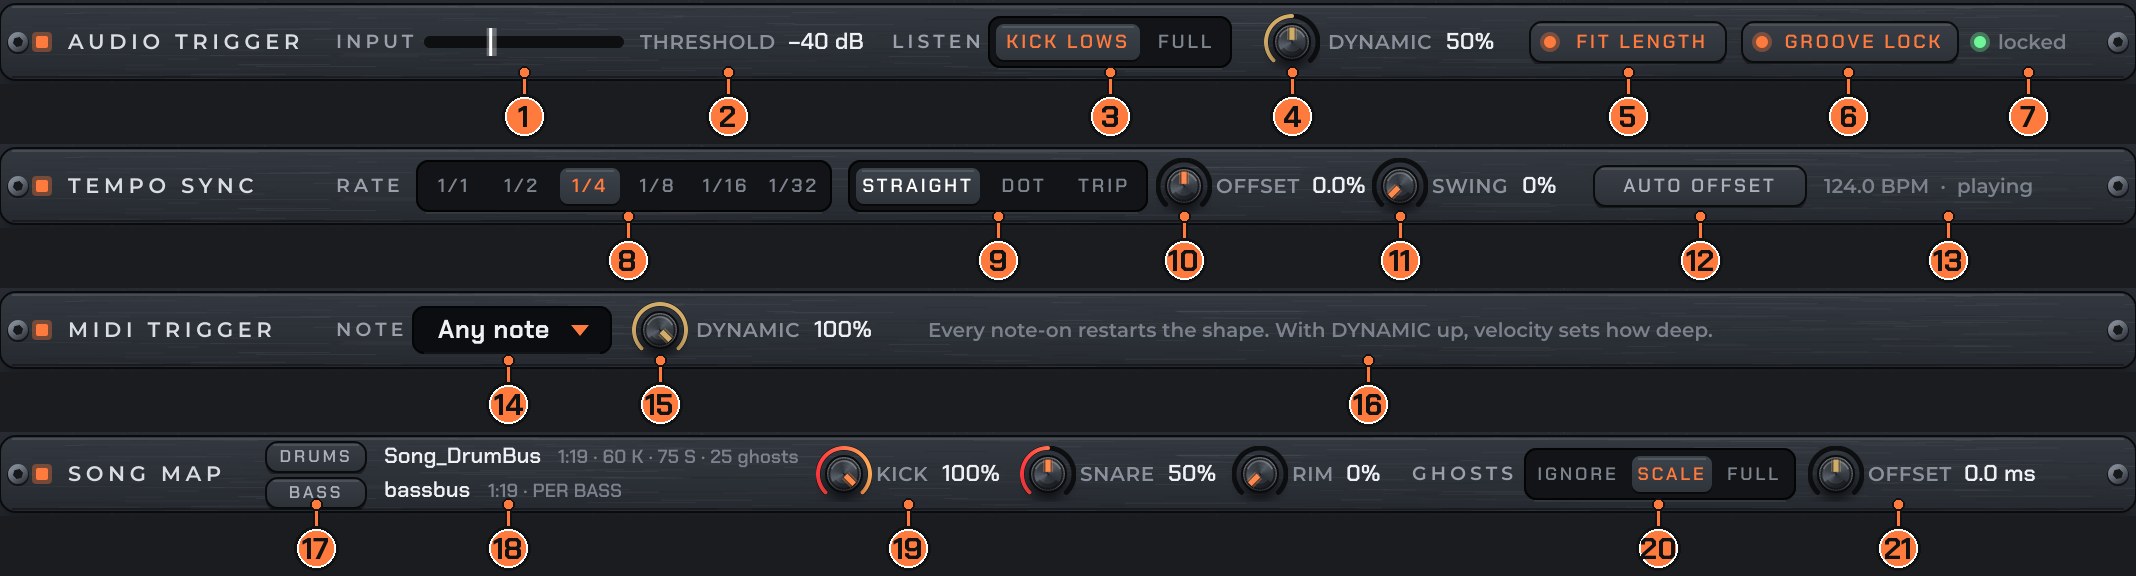 AUDIO TRIGGER INPUT THRESHOLD −40 dB LISTEN KICK LOWS FULL DYNAMIC 50% FIT LENGTH GROOVE LOCK locked
1 2 3 4 5 6 7
TEMPO SYNC RATE 1/1 1/2 1/4 1/8 1/16 1/32 STRAIGHT DOT TRIP OFFSET 0.0% SWING 0% AUTO OFFSET 124.0 BPM · playing
8 9 10 11 12 13
MIDI TRIGGER NOTE Any note DYNAMIC 100% Every note-on restarts the shape. With DYNAMIC up, velocity sets how deep.
14 15 16
SONG MAP DRUMS Song_DrumBus 1:19 · 60 K · 75 S · 25 ghosts KICK 100% SNARE 50% RIM 0% GHOSTS IGNORE SCALE FULL OFFSET 0.0 ms
BASS bassbus 1:19 · PER BASS
17 18 19 20 21